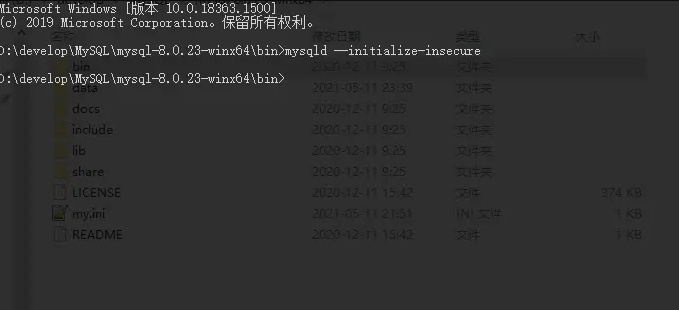 Microsoft Windows [版本 10.0.18363.1500]
(c) 2019 Microsoft Corporation。保留所有权利。
D:\develop\MySQL\mysql-8.0.23-winx64\bin>mysqld --initialize-insecure
D:\develop\MySQL\mysql-8.0.23-winx64\bin>
名称 修改日期 类型 大小
bin 2020-12-11 9:25 文件夹
data 2021-05-11 23:39 文件夹
docs 2020-12-11 9:25 文件夹
include 2020-12-11 9:25 文件夹
lib 2020-12-11 9:25 文件夹
share 2020-12-11 9:25 文件夹
LICENSE 2020-12-11 15:42 文件 374 KB
my.ini 2021-05-11 21:51 INI 文件 1 KB
README 2020-12-11 15:42 文件 1 KB